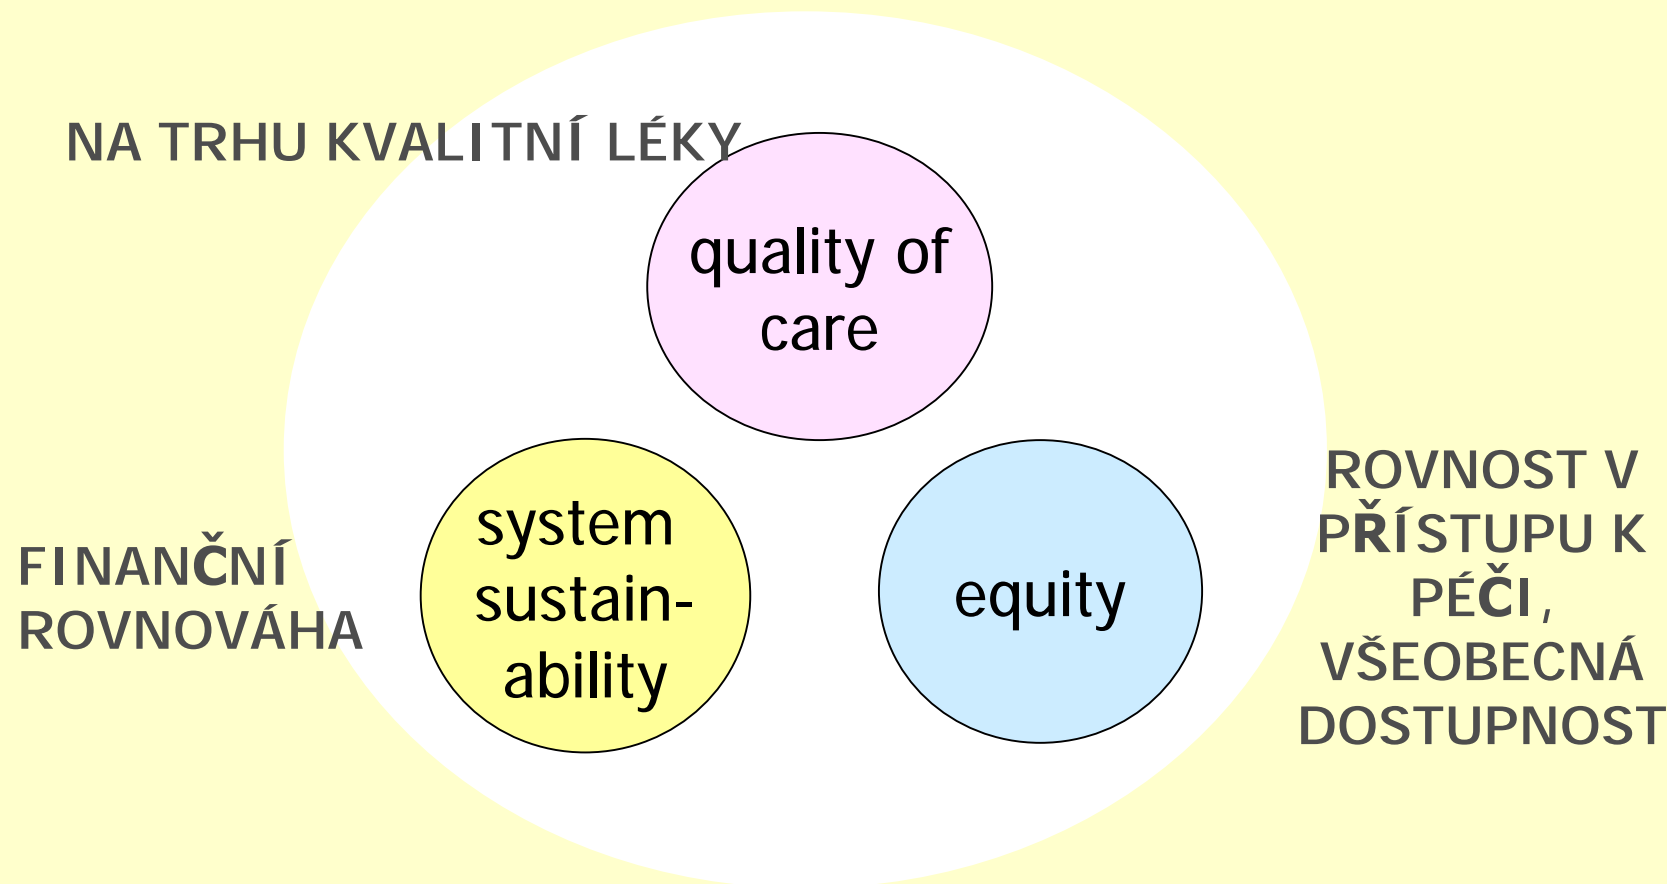 NA TRHU KVALITNÍ LÉKY
quality of
care
system
sustain-
ability
equity
FINANČNÍ
ROVNOVÁHA
ROVNOST V
PŘÍSTUPU K
PÉČI,
VŠEOBECNÁ
DOSTUPNOST